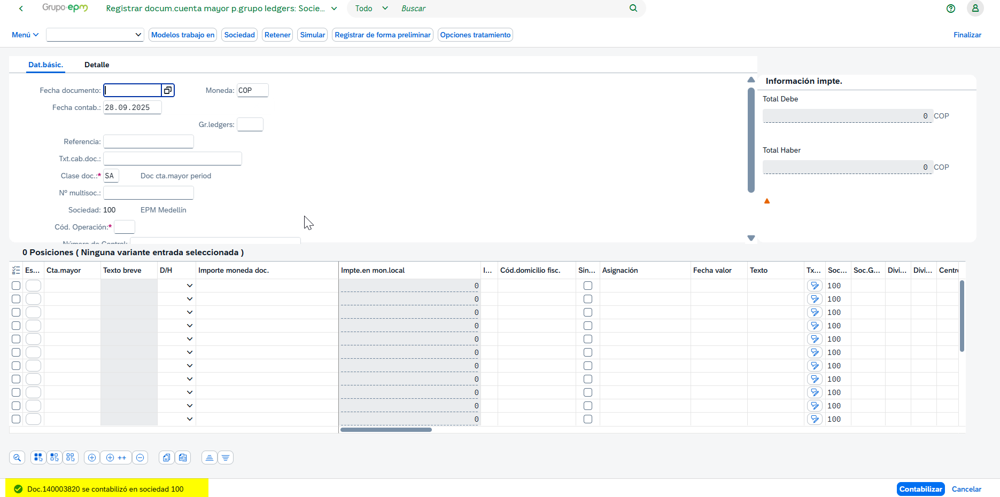 Grupo·epm
Registrar docum.cuenta mayor p.grupo ledgers: Socie...
Todo
Buscar
Menú
Modelos trabajo en
Sociedad
Retener
Simular
Registrar de forma preliminar
Opciones tratamiento
Finalizar
Dat.básic.
Detalle
Fecha documento:
Moneda: COP
Fecha contab.: 28.09.2025
Gr.ledgers:
Referencia:
Txt.cab.doc.:
Clase doc.:* SA Doc cta.mayor period
Nº multisoc.:
Sociedad: 100 EPM Medellín
Cód. Operación:*
Número de Control:
Información impte.
Total Debe
0 COP
Total Haber
0 COP
0 Posiciones ( Ninguna variante entrada seleccionada )
Es... Cta.mayor Texto breve D/H Importe moneda doc. Impte.en mon.local I... Cód.domicilio fisc. Sin... Asignación Fecha valor Texto Tx... Soc... Soc.G... Divi... Divi... Centr
0 100
0 100
0 100
0 100
0 100
0 100
0 100
0 100
0 100
0 100
0 100
++
Doc.140003820 se contabilizó en sociedad 100
Contabilizar
Cancelar